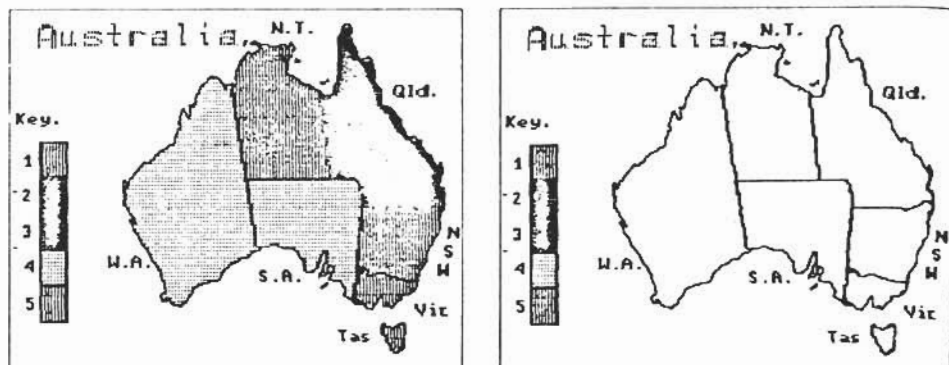 Australia,
N.T.
Qld.
Key.
1
2
3
4
5
W.A.
S.A.
N
S
W
Vic
Tas
Australia,
N.T.
Qld.
Key.
1
2
3
4
5
W.A.
S.A.
N
S
W
Vic
Tas